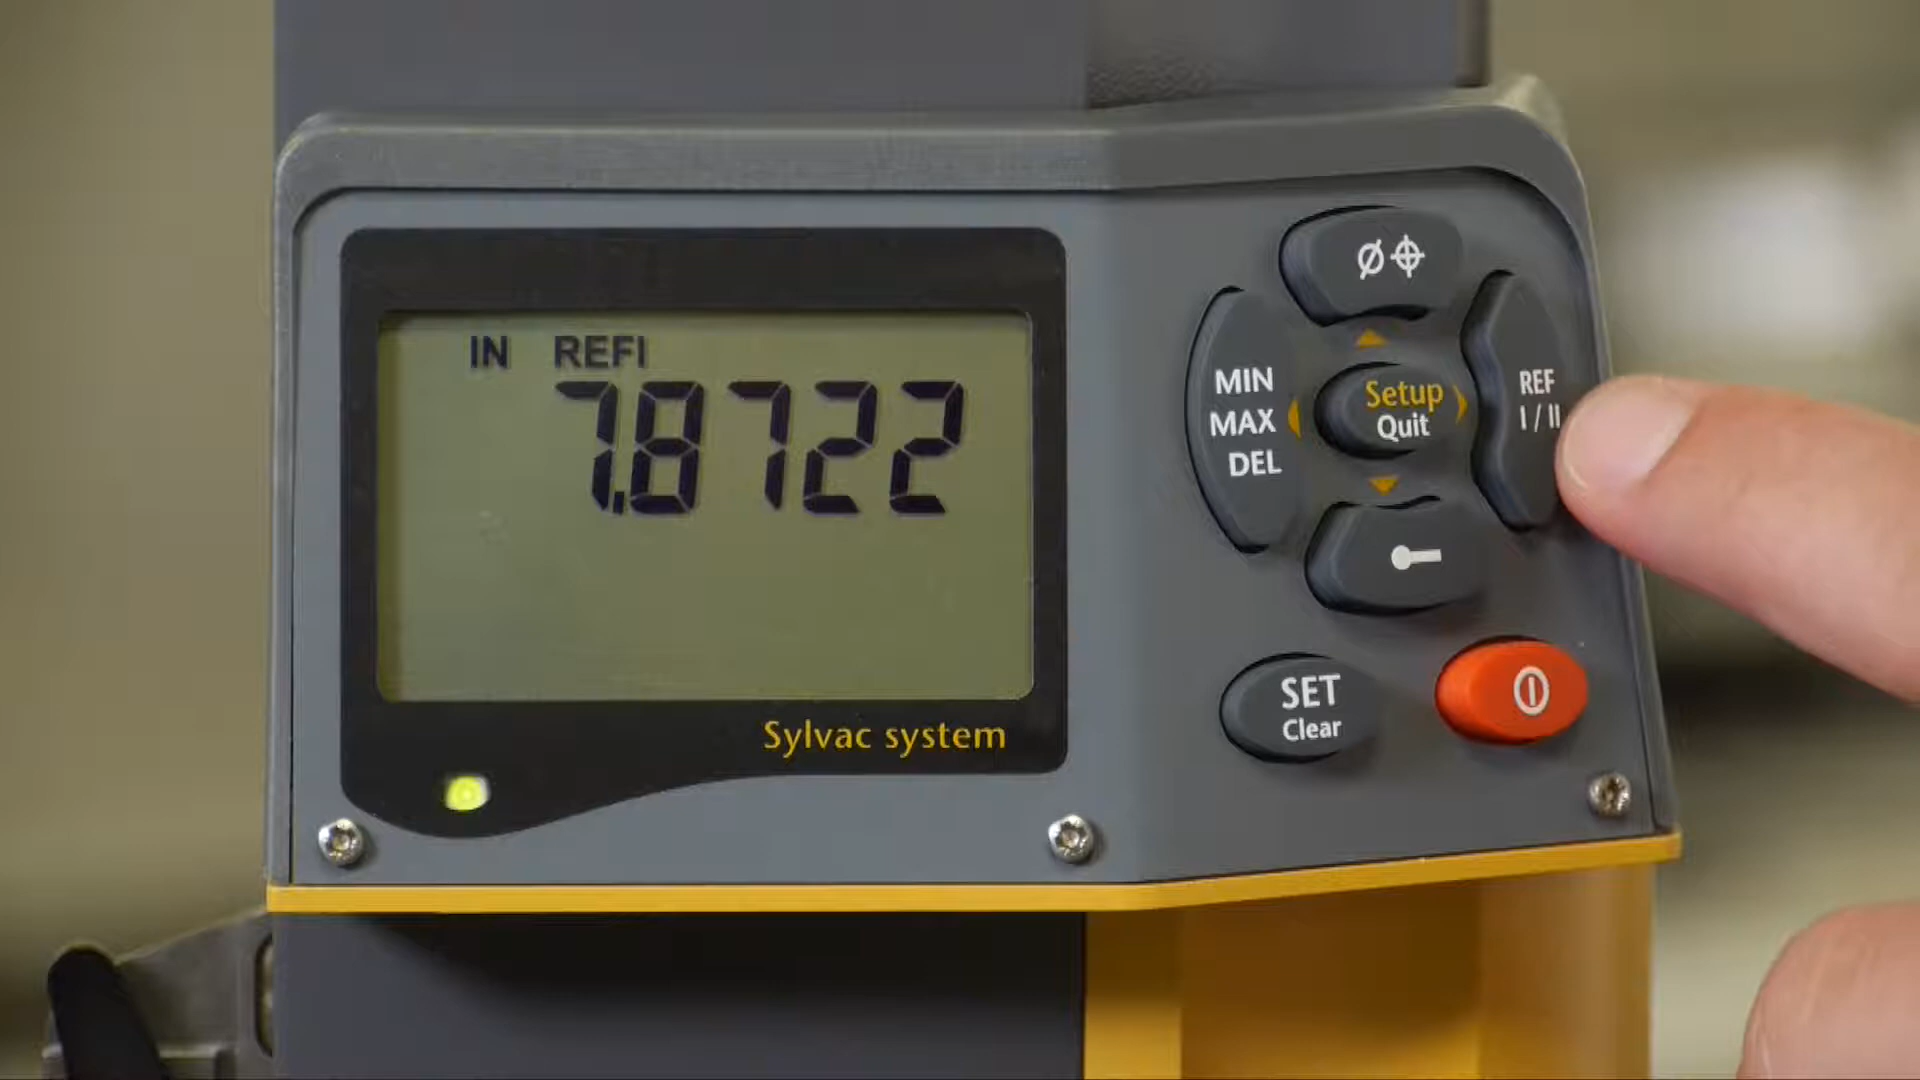 IN REFI
7.8722
Sylvac system
Ø
MIN
MAX
DEL
Setup
Quit
REF
I / II
SET
Clear